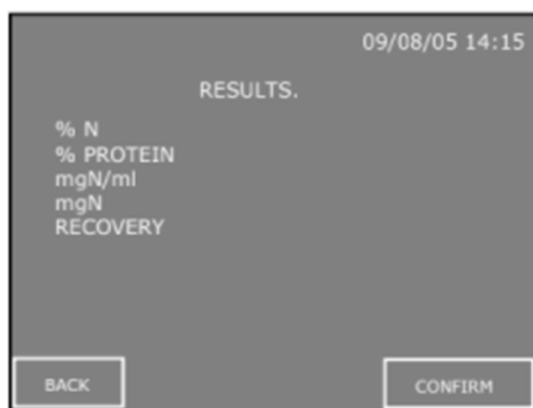 09/08/05 14:15
RESULTS.
% N
% PROTEIN
mgN/ml
mgN
RECOVERY
BACK
CONFIRM